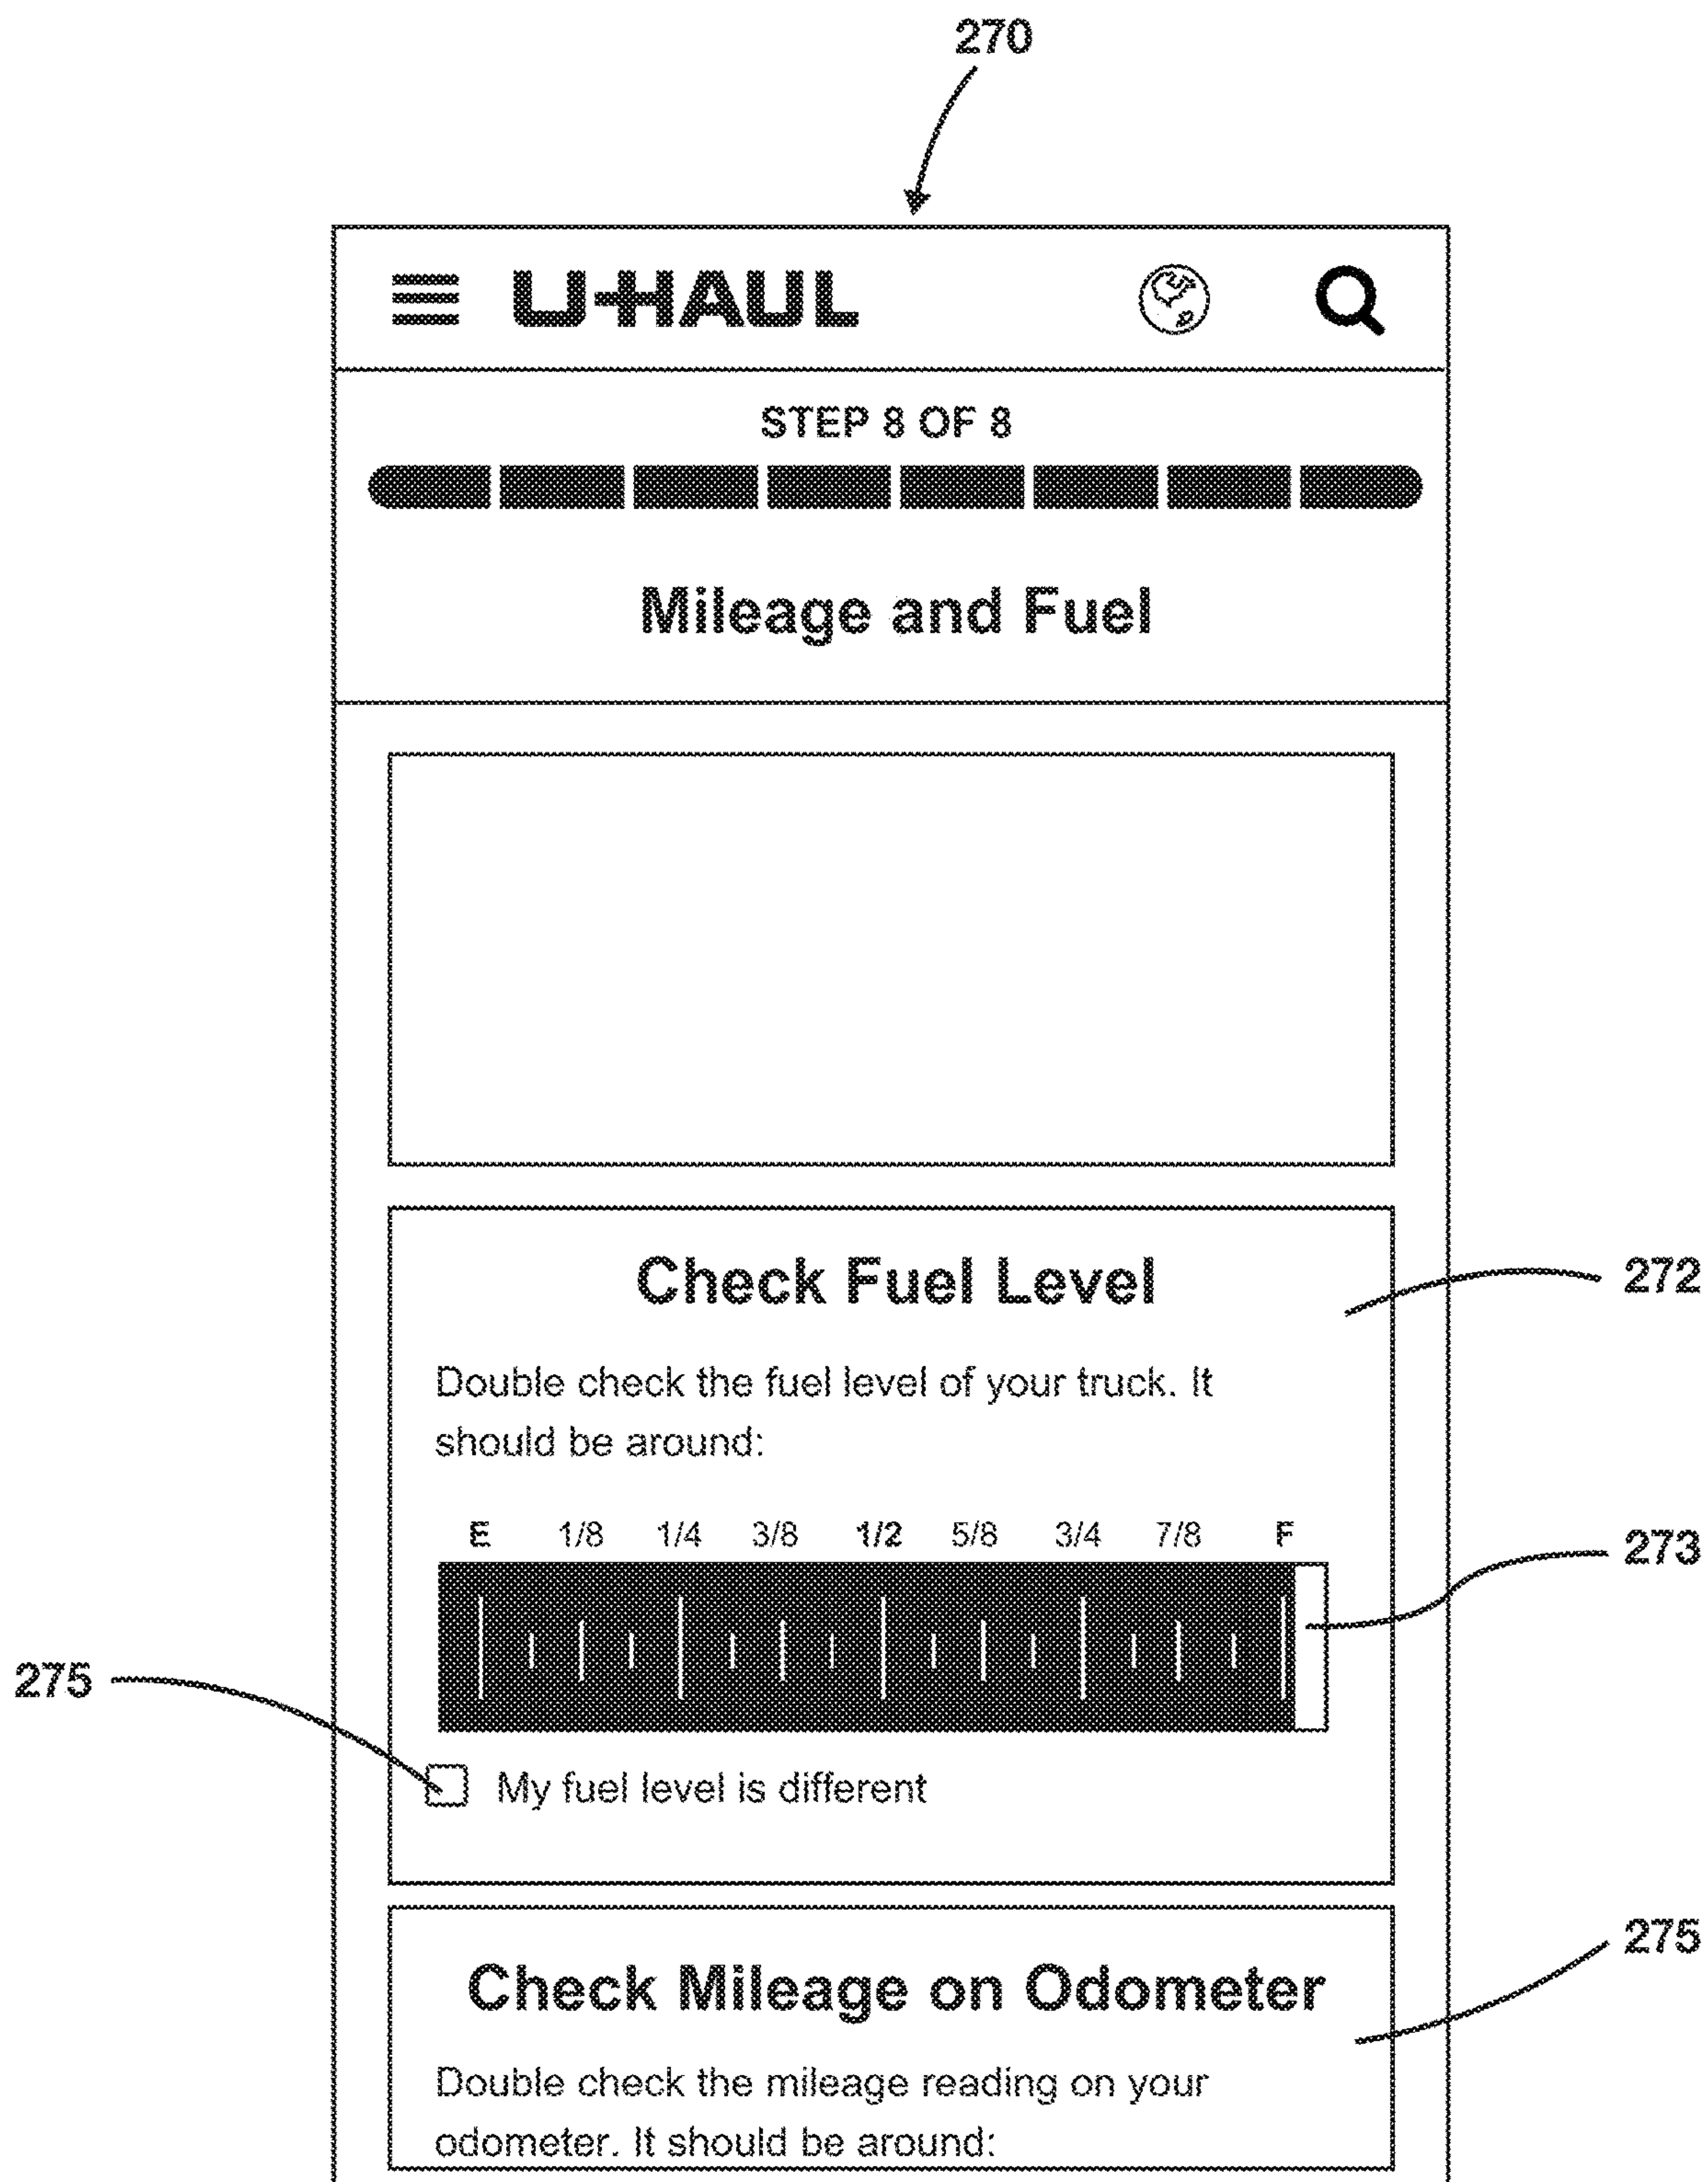 270
U-HAUL
STEP 8 OF 8
Mileage and Fuel
Check Fuel Level
272
Double check the fuel level of your truck. It
should be around:
E 1/8 1/4 3/8 1/2 5/8 3/4 7/8 F
273
275
My fuel level is different
275
Check Mileage on Odometer
Double check the mileage reading on your
odometer. It should be around: